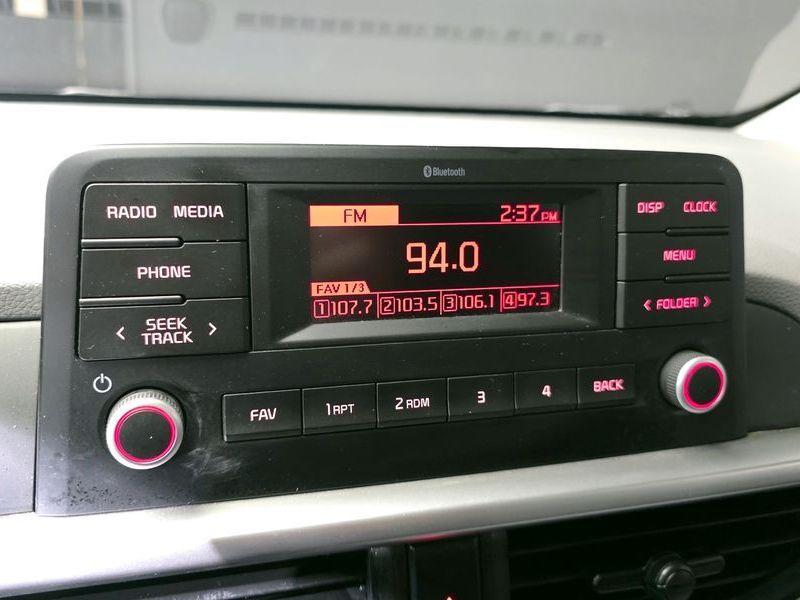 Bluetooth
RADIO MEDIA
PHONE
< SEEK >
TRACK
FM 2:37 PM
94.0
FAV 1/3
1 107.7 2 103.5 3 106.1 4 97.3
DISP CLOCK
MENU
< FOLDER >
FAV 1 RPT 2 RDM 3 4 BACK